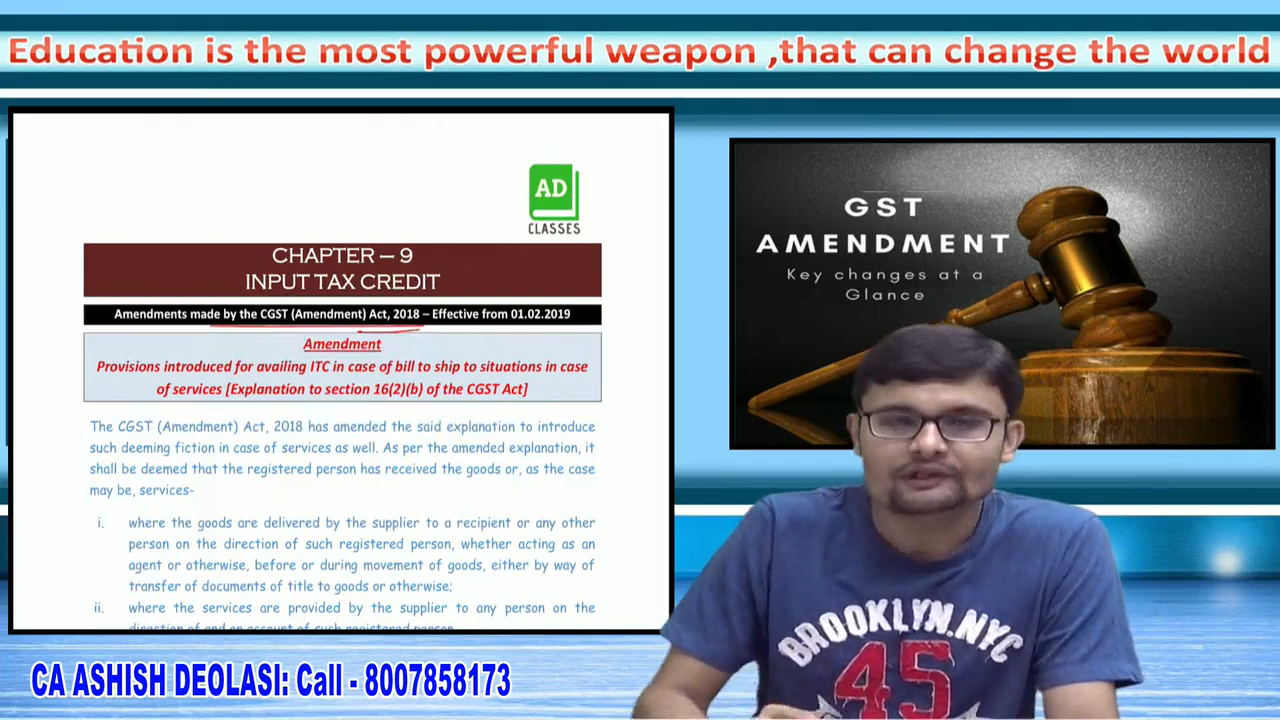 Education is the most powerful weapon ,that can change the world
AD
CLASSES
CHAPTER – 9
INPUT TAX CREDIT
Amendments made by the CGST (Amendment) Act, 2018 – Effective from 01.02.2019
Amendment
Provisions introduced for availing ITC in case of bill to ship to situations in case
of services [Explanation to section 16(2)(b) of the CGST Act]
The CGST (Amendment) Act, 2018 has amended the said explanation to introduce
such deeming fiction in case of services as well. As per the amended explanation, it
shall be deemed that the registered person has received the goods or, as the case
may be, services-
i. where the goods are delivered by the supplier to a recipient or any other
person on the direction of such registered person, whether acting as an
agent or otherwise, before or during movement of goods, either by way of
transfer of documents of title to goods or otherwise;
ii. where the services are provided by the supplier to any person on the
direction of and on account of such registered person
GST
AMENDMENT
Key changes at a
Glance
BROOKLYN.NYC
45
CA ASHISH DEOLASI: Call - 8007858173